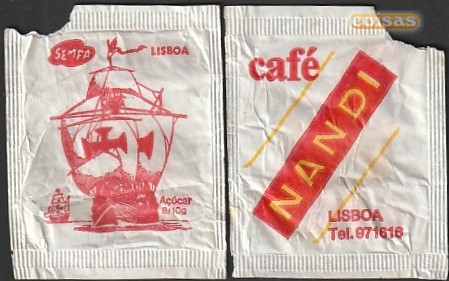 coisas
SEMPA
LISBOA
Açúcar
8/10g
café
NANDI
LISBOA
Tel. 971616